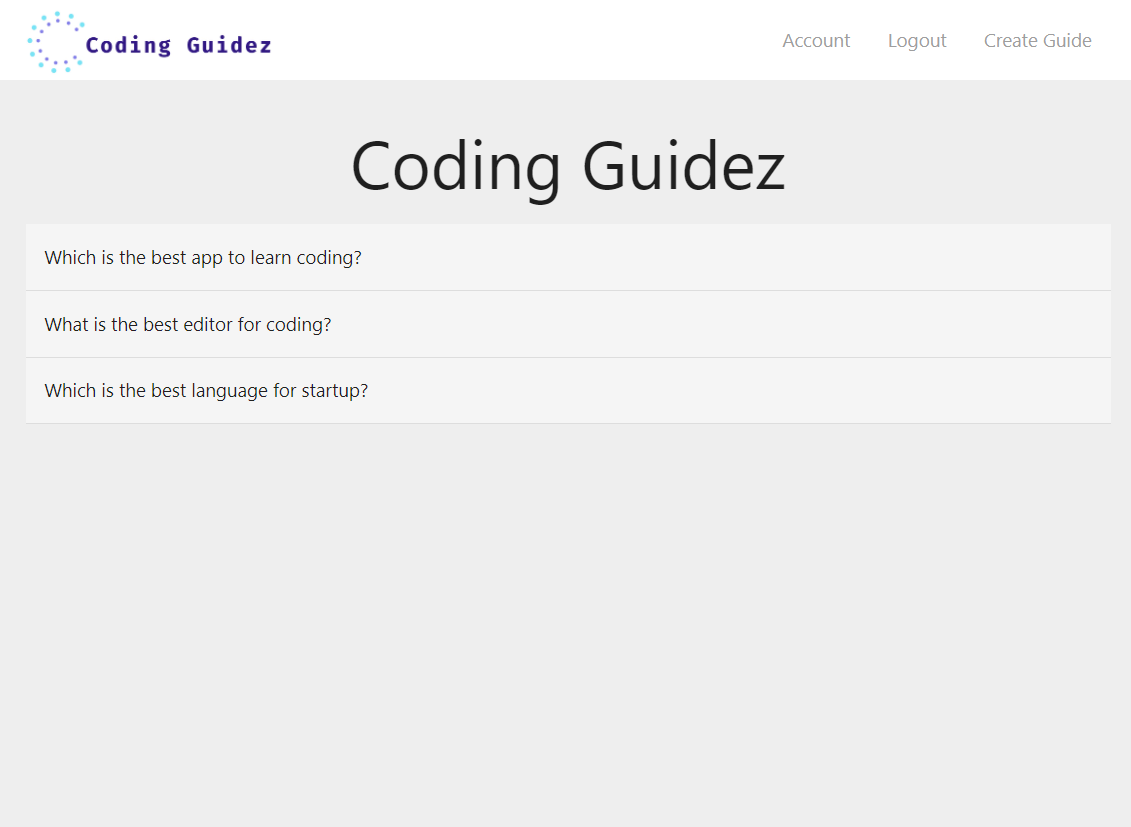 Coding Guidez
Account Logout Create Guide
Coding Guidez
Which is the best app to learn coding?
What is the best editor for coding?
Which is the best language for startup?